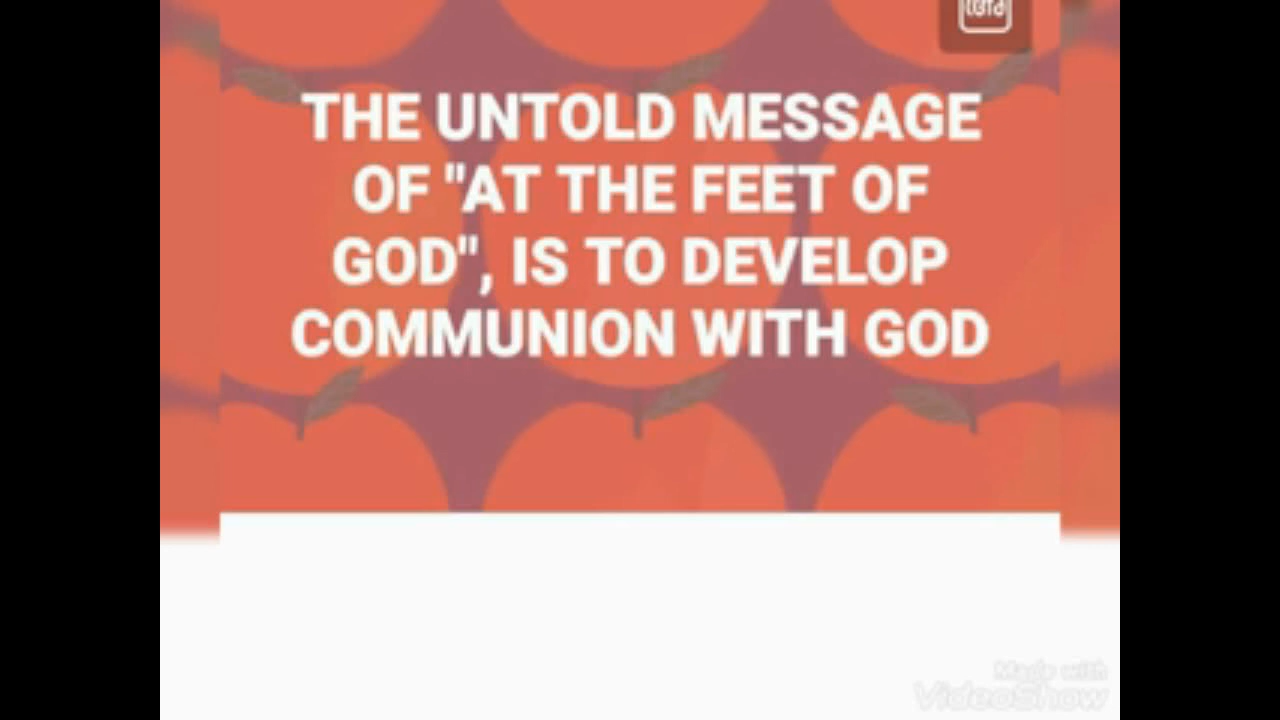 THE UNTOLD MESSAGE
OF "AT THE FEET OF
GOD", IS TO DEVELOP
COMMUNION WITH GOD
Made with
VideoShow